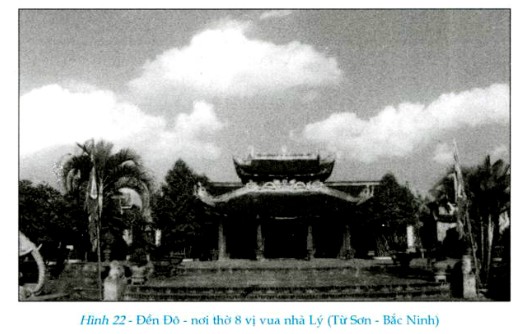 Hình 22 - Đền Đô - nơi thờ 8 vị vua nhà Lý (Từ Sơn - Bắc Ninh)